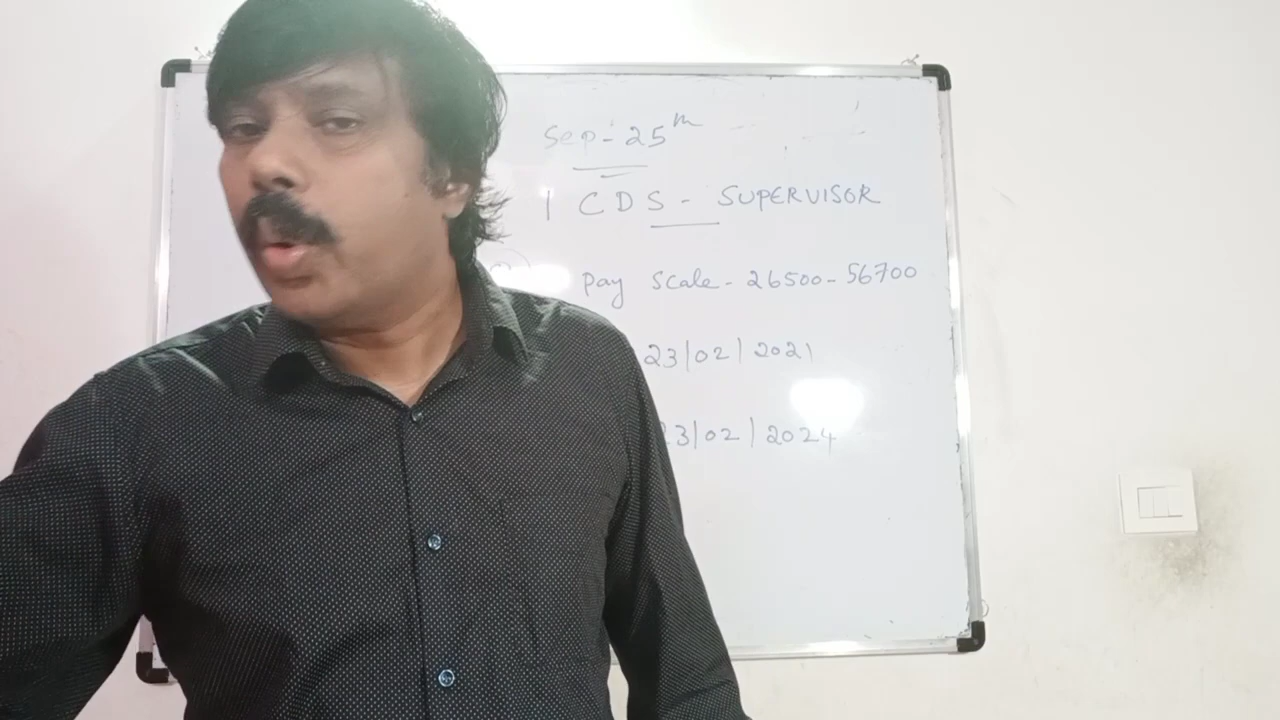 Sep - 25th
ICDS - SUPERVISOR
Pay scale - 26500 - 56700
23/02/2021
23/02/2024